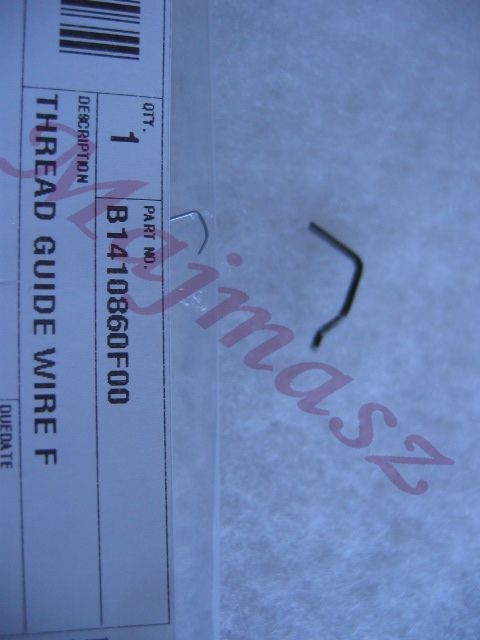 QTY.
1
PART NO.
B1410860F00
DESCRIPTION
THREAD GUIDE WIRE F
DUEDATE
Majmasz